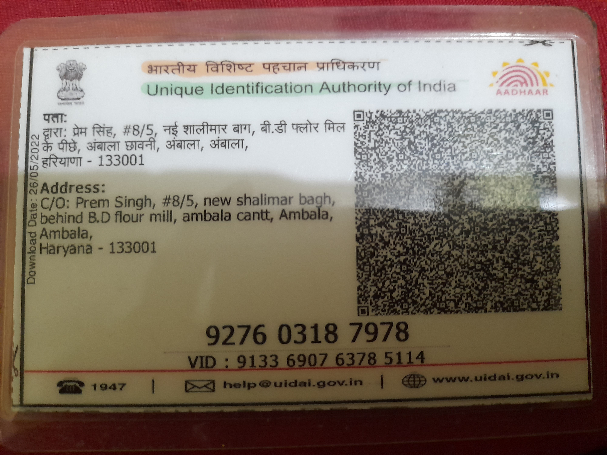 भारतीय विशिष्ट पहचान प्राधिकरण
Unique Identification Authority of India
AADHAAR
पता:
द्वारा: प्रेम सिंह, #8/5, नई शालीमार बाग, बी.डी फ्लोर मिल
के पीछे, अंबाला छावनी, अंबाला, अंबाला,
हरियाणा - 133001
Address:
C/O: Prem Singh, #8/5, new shalimar bagh,
behind B.D flour mill, ambala cantt, Ambala,
Ambala,
Haryana - 133001
Download Date: 26/05/2022
9276 0318 7978
VID : 9133 6907 6378 5114
1947 | help@uidai.gov.in | www.uidai.gov.in